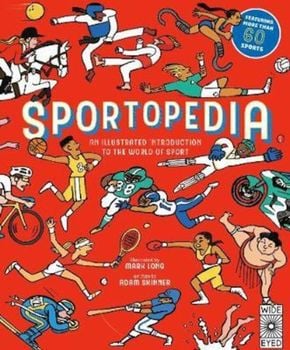 FEATURING
MORE THAN
60
SPORTS
SPORTOPEDIA
AN ILLUSTRATED INTRODUCTION
TO THE WORLD OF SPORT
Illustrated by
MARK LONG
written by
ADAM SKINNER
WIDE
EYED